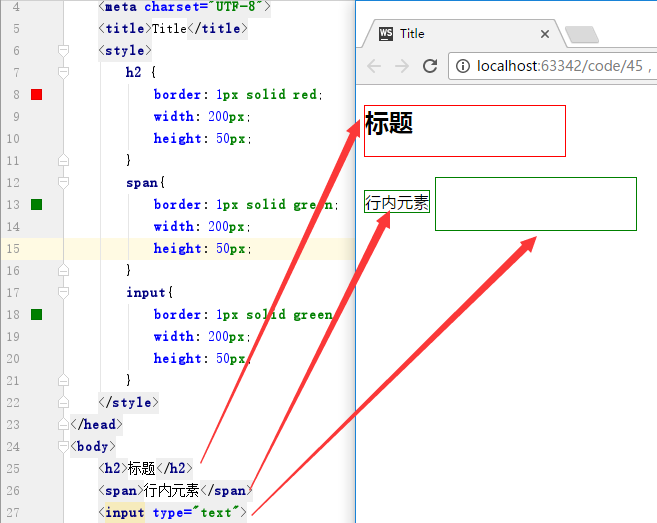 4 <meta charset="UTF-8">
5 <title>Title</title>
6 <style>
7 h2 {
8 border: 1px solid red;
9 width: 200px;
10 height: 50px;
11 }
12 span{
13 border: 1px solid green;
14 width: 200px;
15 height: 50px;
16 }
17 input{
18 border: 1px solid green
19 width: 200px;
20 height: 50px;
21 }
22 </style>
23 </head>
24 <body>
25 <h2>标题</h2>
26 <span>行内元素</span>
27 <input type="text">
WS Title
localhost:63342/code/45，
标题
行内元素